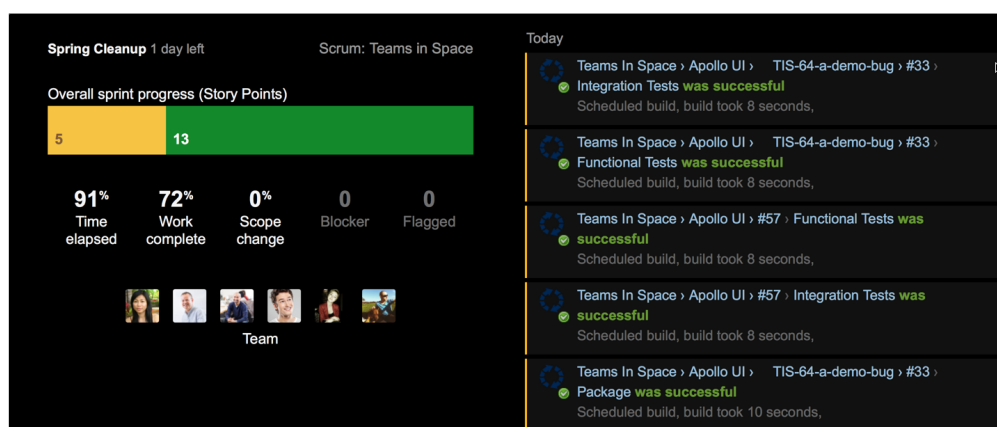 Spring Cleanup 1 day left
Scrum: Teams in Space
Overall sprint progress (Story Points)
5
13
91%
Time
elapsed
72%
Work
complete
0%
Scope
change
0
Blocker
0
Flagged
Team
Today
Teams In Space › Apollo UI › TIS-64-a-demo-bug › #33 ›
Integration Tests was successful
Scheduled build, build took 8 seconds,
Teams In Space › Apollo UI › TIS-64-a-demo-bug › #33 ›
Functional Tests was successful
Scheduled build, build took 8 seconds,
Teams In Space › Apollo UI › #57 › Functional Tests was
successful
Scheduled build, build took 8 seconds,
Teams In Space › Apollo UI › #57 › Integration Tests was
successful
Scheduled build, build took 8 seconds,
Teams In Space › Apollo UI › TIS-64-a-demo-bug › #33 ›
Package was successful
Scheduled build, build took 10 seconds,